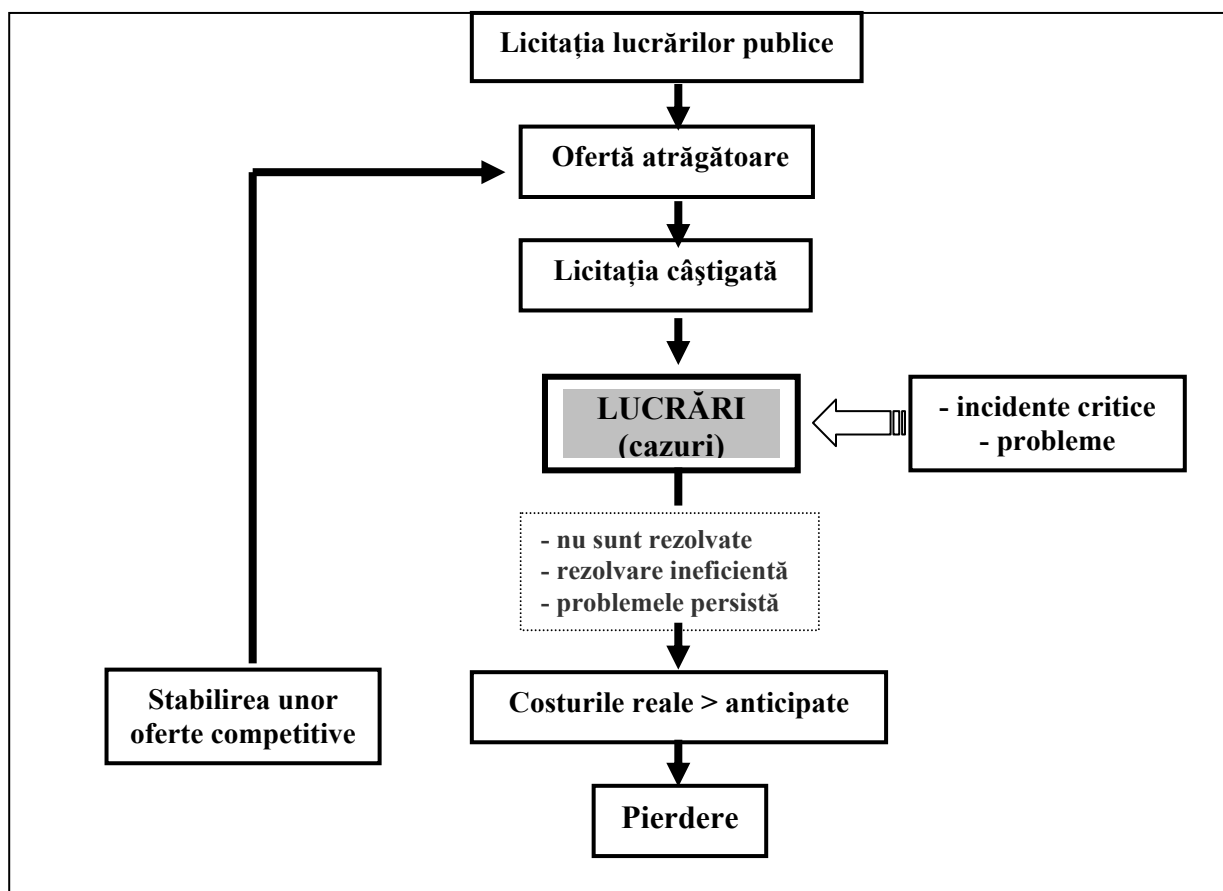 Licitația lucrărilor publice
Ofertă atrăgătoare
Licitația câştigată
LUCRĂRI
(cazuri)
- incidente critice
- probleme
- nu sunt rezolvate
- rezolvare ineficientă
- problemele persistă
Stabilirea unor
oferte competitive
Costurile reale > anticipate
Pierdere